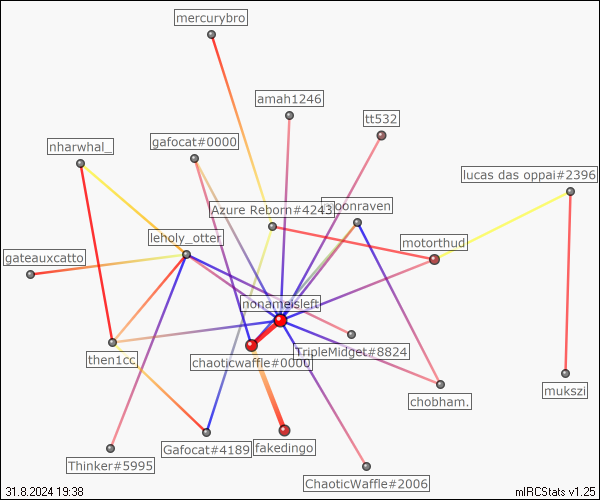 mercurybro
amah1246
tt532
gafocat#0000
nharwhal_
lucas das oppai#2396
Azure Reborn#4243
leholy_otter
motorthud
gateauxcatto
nonameisleft
then1cc
chaoticwaffle#0000
TripleMidget#8824
mukszi
chobham.
Gafocat#4189
fakedingo
Thinker#5995
ChaoticWaffle#2006
31.8.2024 19:38
mIRCStats v1.25